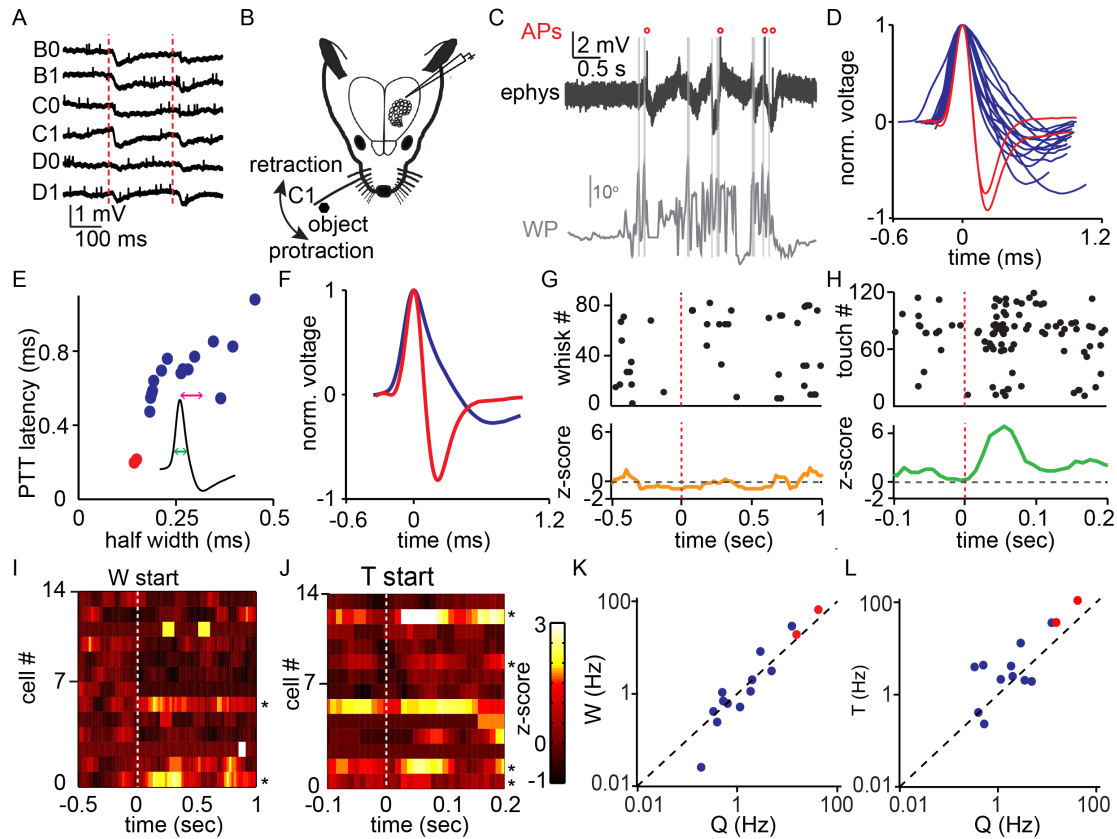 A
B0
B1
C0
C1
D0
D1
1 mV
100 ms
B
retraction
C1
object
protraction
C
APs
2 mV
0.5 s
ephys
10°
WP
D
norm. voltage
1
0
-1
-0.6 0 1.2
time (ms)
E
PTT latency (ms)
0.8
0.4
0
0 0.25 0.5
half width (ms)
F
norm. voltage
1
0
-1
-0.6 0 1.2
time (ms)
G
whisk #
80
40
0
z-score
6
0
-2
-0.5 0 0.5 1
time (sec)
H
touch #
120
60
0
z-score
6
0
-2
-0.1 0 0.1 0.2
time (sec)
I
W start
cell #
14
7
0
*
*
-0.5 0 0.5 1
time (sec)
J
T start
cell #
14
7
0
*
*
*
*
-0.1 0 0.1 0.2
time (sec)
3
0
-1
z-score
K
W (Hz)
100
1
0.01
0.01 1 100
Q (Hz)
L
T (Hz)
100
1
0.01
0.01 1 100
Q (Hz)